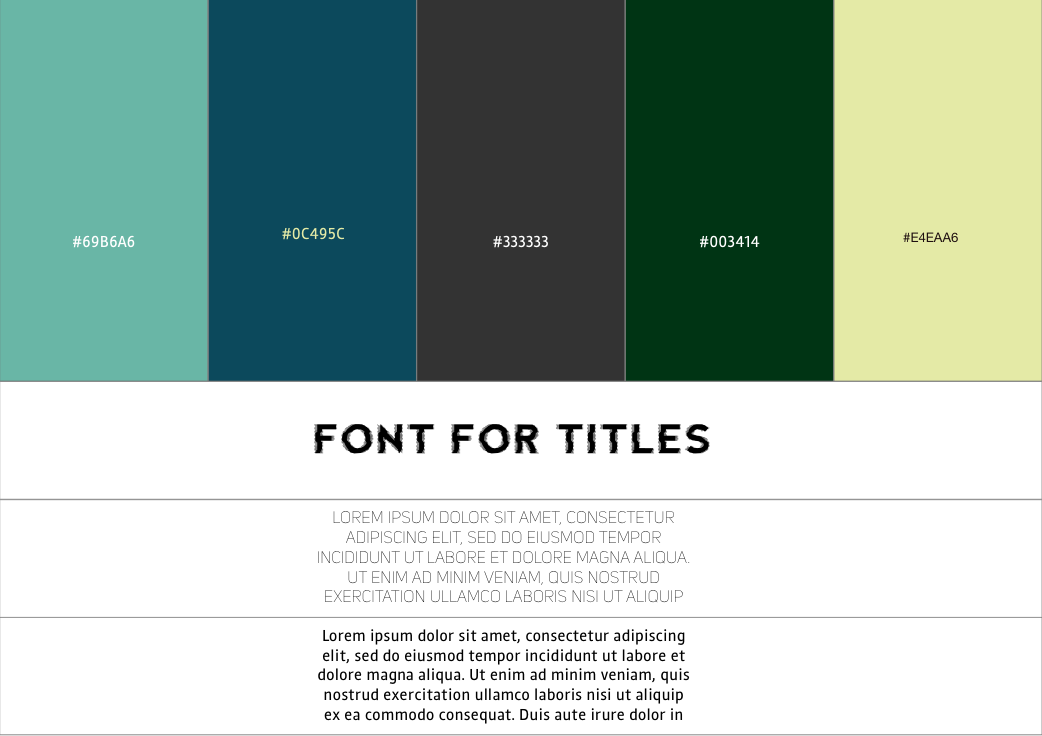 #69B6A6
#0C495C
#333333
#003414
#E4EAA6
FONT FOR TITLES
LOREM IPSUM DOLOR SIT AMET, CONSECTETUR
ADIPISCING ELIT, SED DO EIUSMOD TEMPOR
INCIDIDUNT UT LABORE ET DOLORE MAGNA ALIQUA.
UT ENIM AD MINIM VENIAM, QUIS NOSTRUD
EXERCITATION ULLAMCO LABORIS NISI UT ALIQUIP
Lorem ipsum dolor sit amet, consectetur adipiscing
elit, sed do eiusmod tempor incididunt ut labore et
dolore magna aliqua. Ut enim ad minim veniam, quis
nostrud exercitation ullamco laboris nisi ut aliquip
ex ea commodo consequat. Duis aute irure dolor in